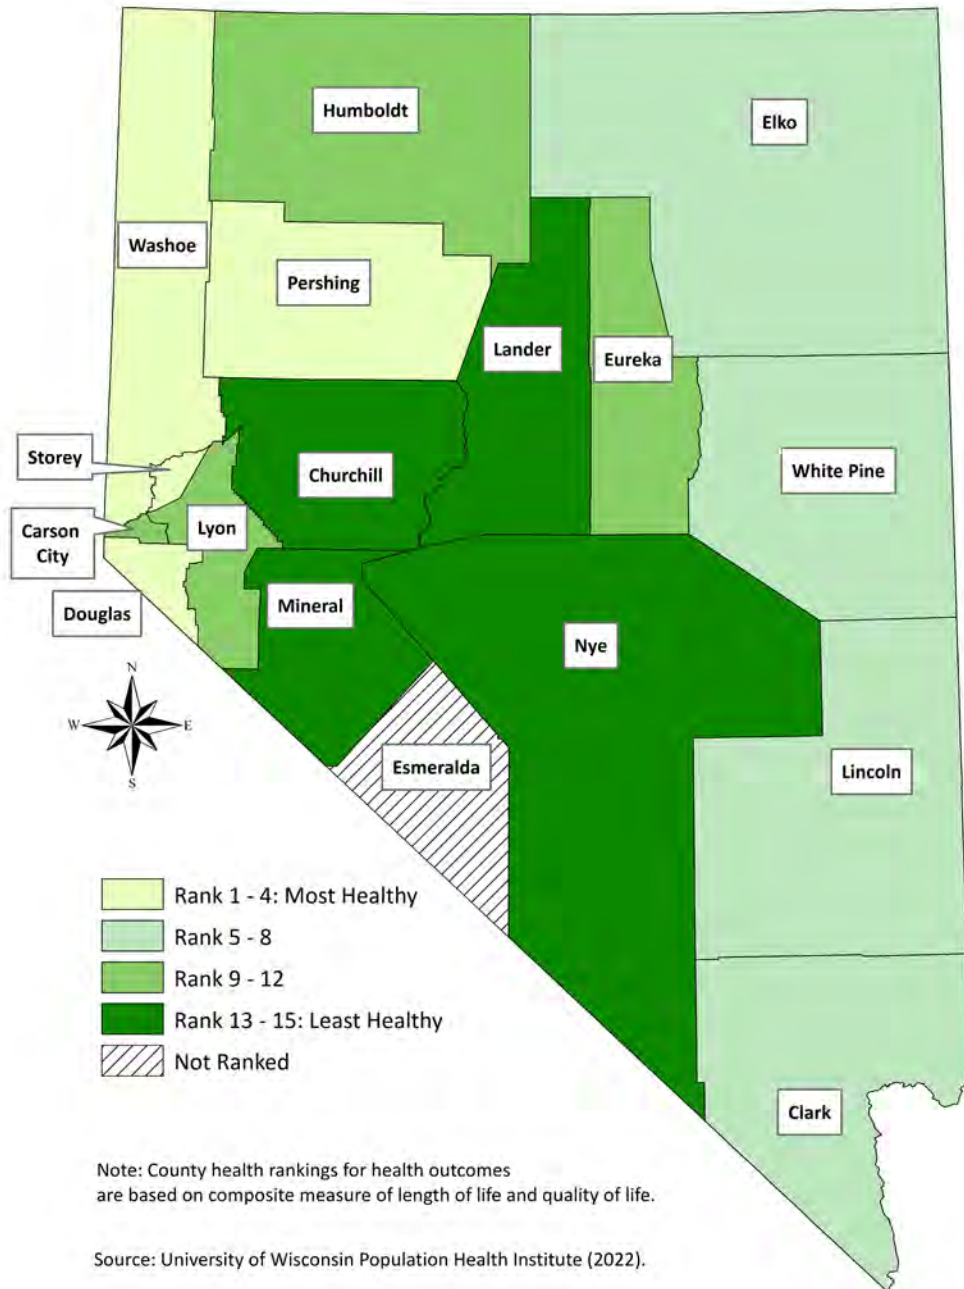 Humboldt
Elko
Washoe
Pershing
Lander
Eureka
Storey
Churchill
White Pine
Carson
City
Lyon
Douglas
Mineral
Nye
N
W
E
S
Esmeralda
Lincoln
Rank 1 - 4: Most Healthy
Rank 5 - 8
Rank 9 - 12
Rank 13 - 15: Least Healthy
Not Ranked
Clark
Note: County health rankings for health outcomes
are based on composite measure of length of life and quality of life.
Source: University of Wisconsin Population Health Institute (2022).